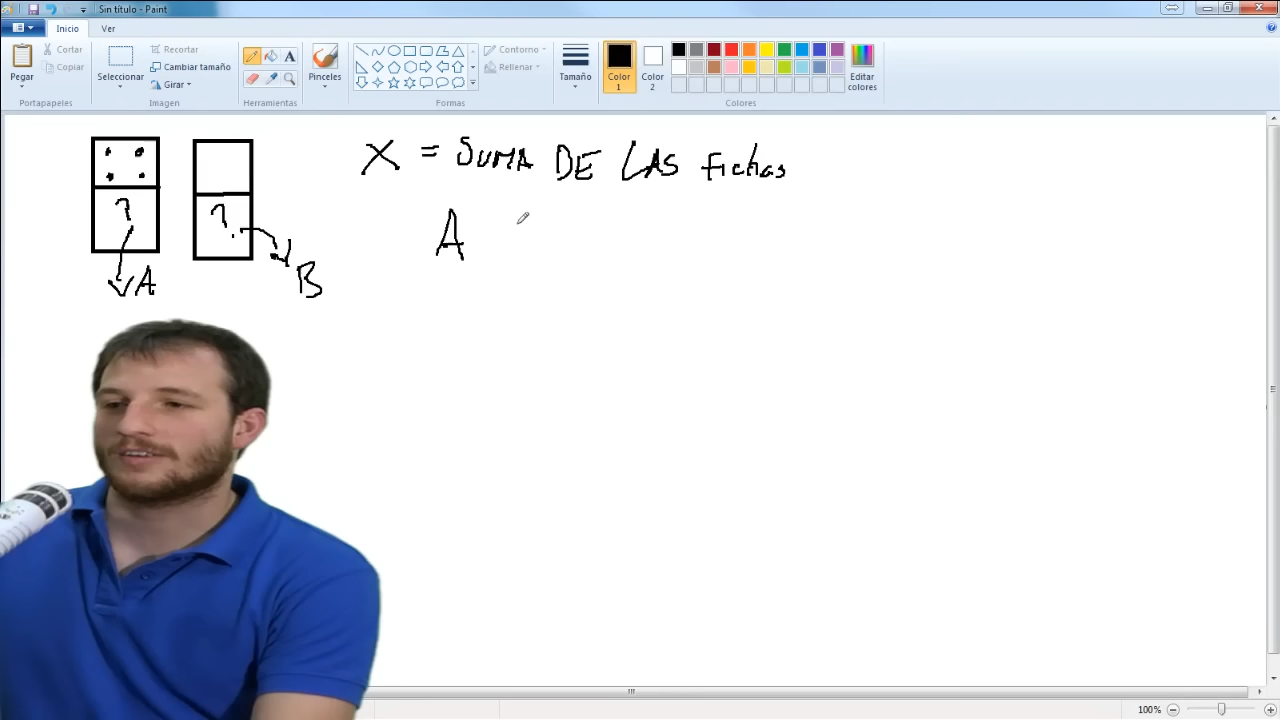 Sin título - Paint
Inicio Ver
Pegar
Cortar
Copiar
Portapapeles
Seleccionar
Recortar
Cambiar tamaño
Girar
Imagen
Herramientas
Pinceles
Contorno
Rellenar
Formas
Tamaño
Color 1
Color 2
Editar colores
Colores
X = SUMA DE LAS fichas
?
?
A
B
A
100%